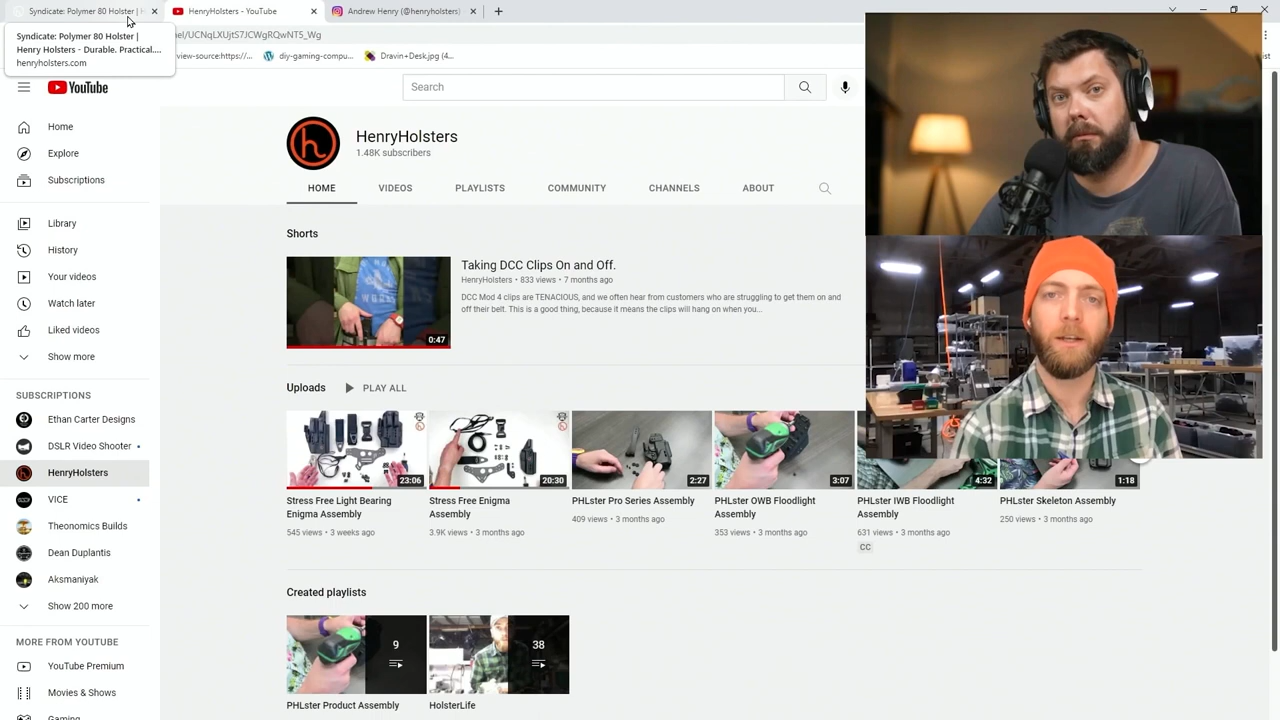 Syndicate: Polymer 80 Holster | H
HenryHolsters - YouTube
Andrew Henry (@henryholsters)
Syndicate: Polymer 80 Holster |
Henry Holsters - Durable. Practical....
henryholsters.com
nel/UCNqLXUjtS7JCWgRQwNT5_Wg
view-source:https://...
diy-gaming-compu...
Dravin+Desk.jpg (4...
ist
YouTube
Search
Home
Explore
Subscriptions
Library
History
Your videos
Watch later
Liked videos
Show more
SUBSCRIPTIONS
Ethan Carter Designs
DSLR Video Shooter
HenryHolsters
VICE
Theonomics Builds
Dean Duplantis
Aksmaniyak
Show 200 more
MORE FROM YOUTUBE
YouTube Premium
Movies & Shows
Gaming
h
HenryHolsters
1.48K subscribers
HOME
VIDEOS
PLAYLISTS
COMMUNITY
CHANNELS
ABOUT
Shorts
0:47
Taking DCC Clips On and Off.
HenryHolsters • 833 views • 7 months ago
DCC Mod 4 clips are TENACIOUS, and we often hear from customers who are struggling to get them on and
off their belt. This is a good thing, because it means the clips will hang on when you...
Uploads
PLAY ALL
23:06
Stress Free Light Bearing
Enigma Assembly
545 views • 3 weeks ago
20:30
Stress Free Enigma
Assembly
3.9K views • 3 months ago
2:27
PHLster Pro Series Assembly
409 views • 3 months ago
3:07
PHLster OWB Floodlight
Assembly
353 views • 3 months ago
4:32
PHLster IWB Floodlight
Assembly
631 views • 3 months ago
CC
1:18
PHLster Skeleton Assembly
250 views • 3 months ago
Created playlists
9
PHLster Product Assembly
38
HolsterLife